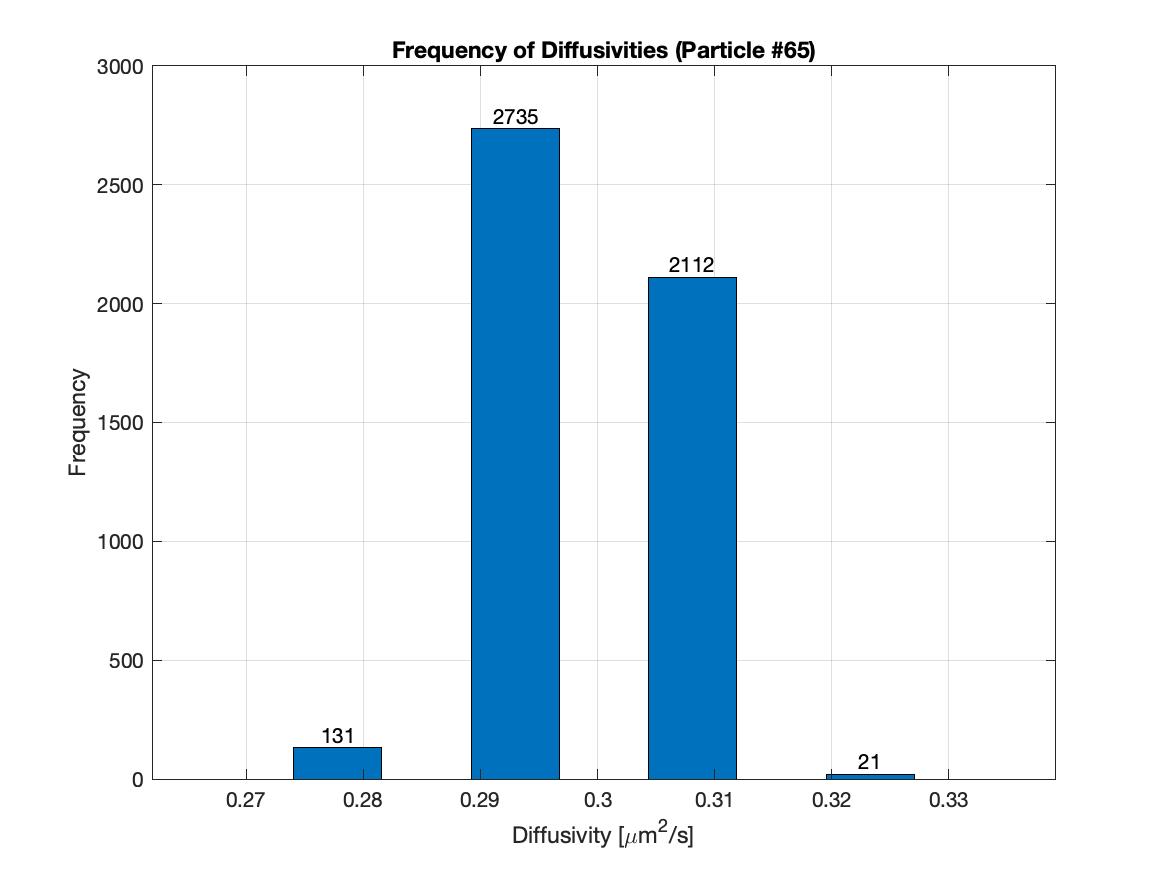 Frequency of Diffusivities (Particle #65)
3000
2500
2000
1500
1000
500
0
Frequency
2735
2112
131
21
0.27 0.28 0.29 0.3 0.31 0.32 0.33
Diffusivity [μm²/s]